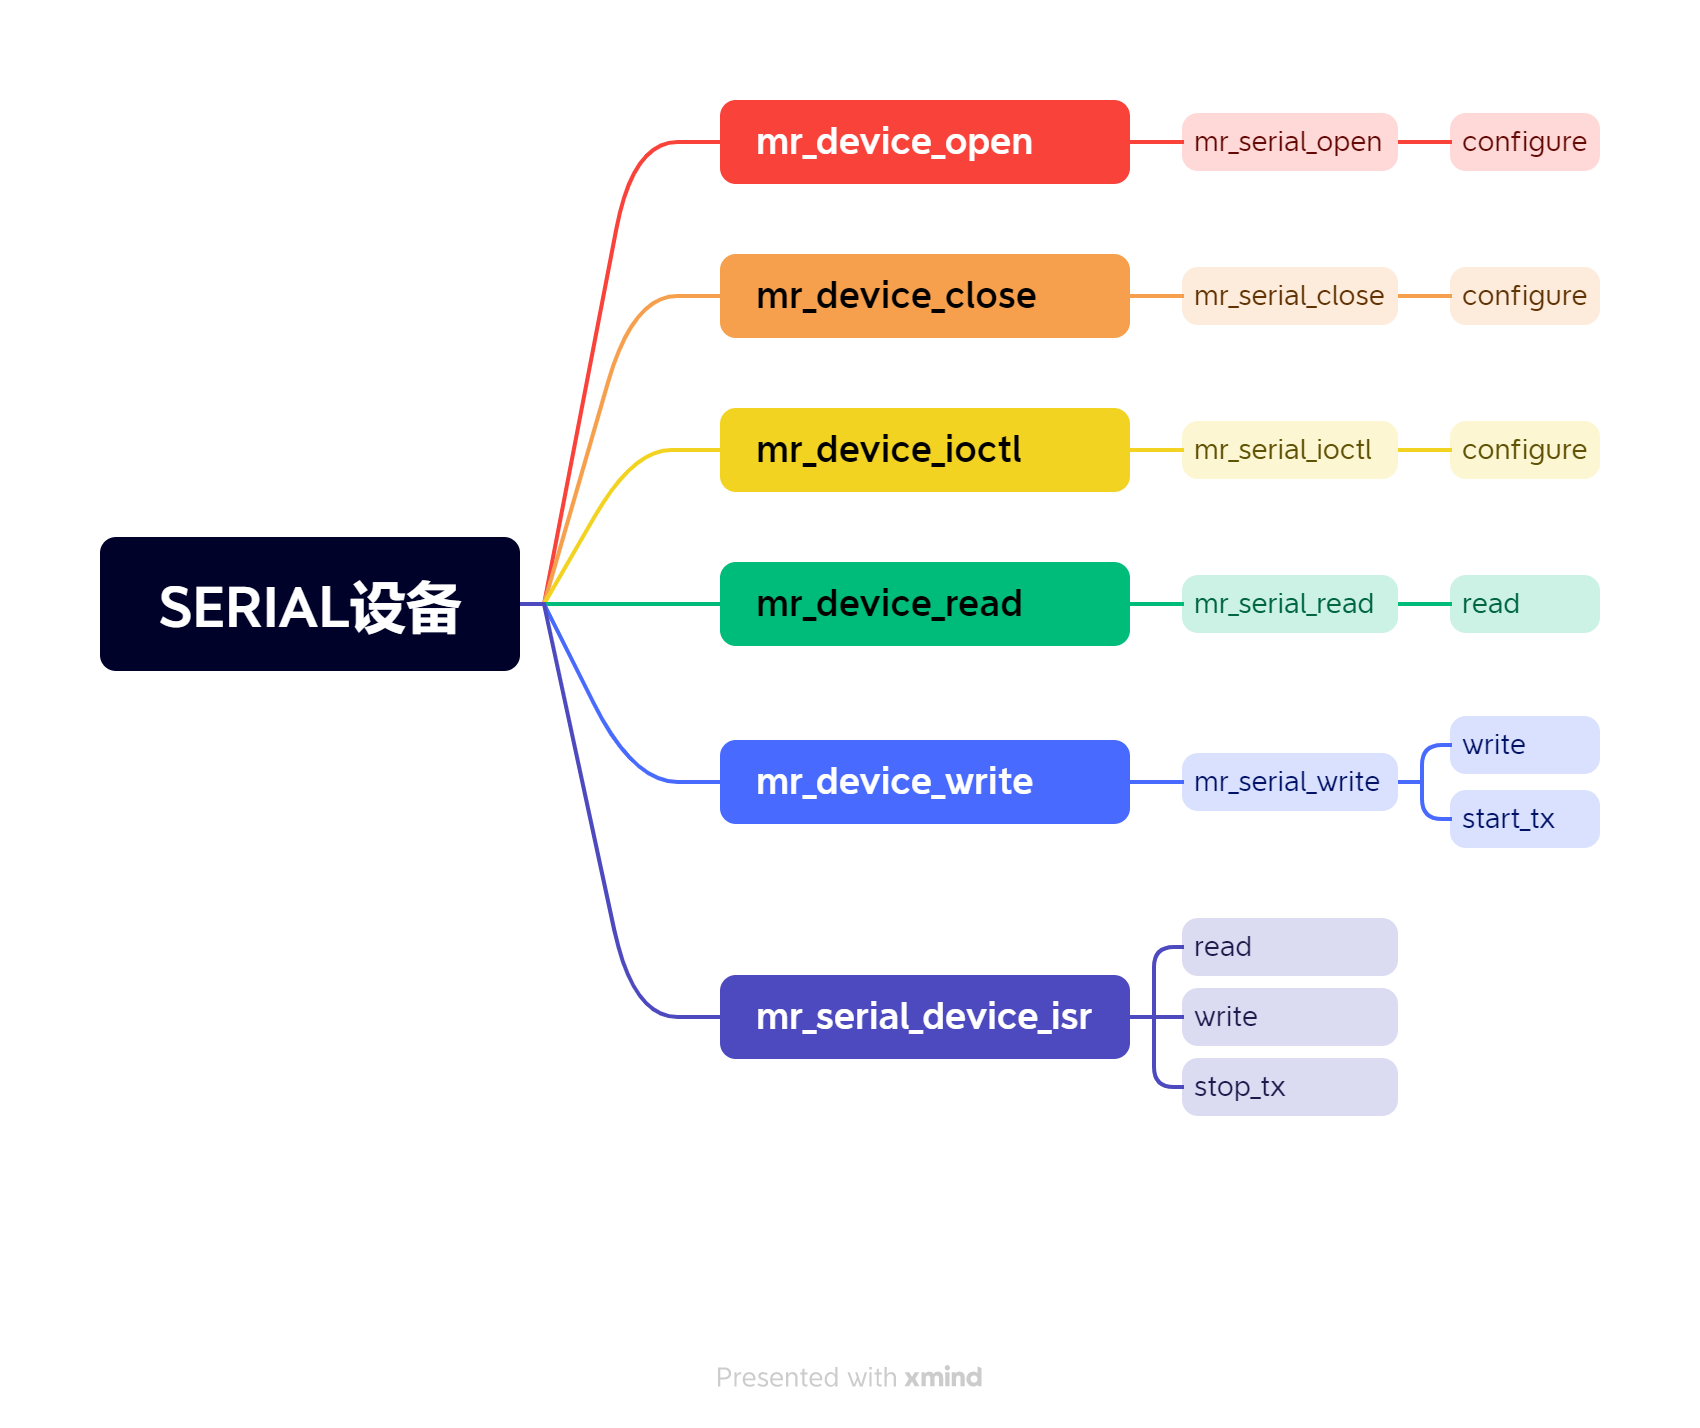 SERIAL设备
mr_device_open
mr_serial_open
configure
mr_device_close
mr_serial_close
configure
mr_device_ioctl
mr_serial_ioctl
configure
mr_device_read
mr_serial_read
read
mr_device_write
mr_serial_write
write
start_tx
mr_serial_device_isr
read
write
stop_tx
Presented with xmind